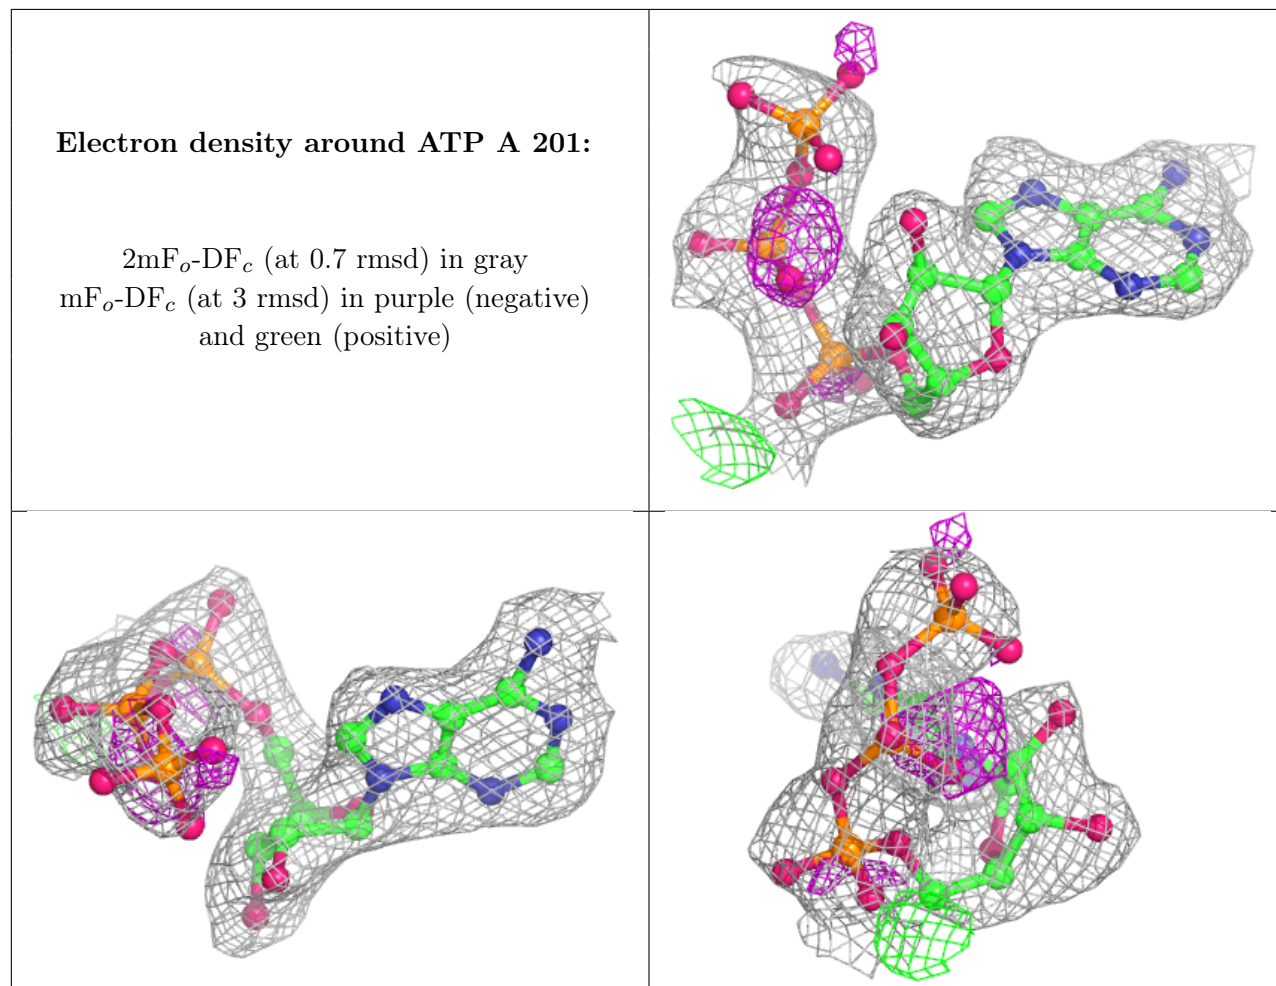 Electron density around ATP A 201:
2mFo-DFc (at 0.7 rmsd) in gray
mFo-DFc (at 3 rmsd) in purple (negative)
and green (positive)